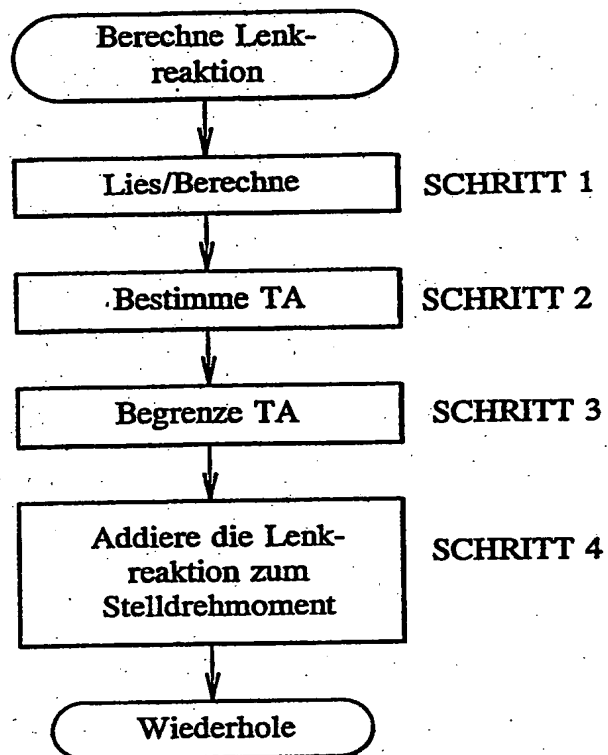 Berechne Lenk-
reaktion
Lies/Berechne
SCHRITT 1
Bestimme TA
SCHRITT 2
Begrenze TA
SCHRITT 3
Addiere die Lenk-
reaktion zum
Stelldrehmoment
SCHRITT 4
Wiederhole